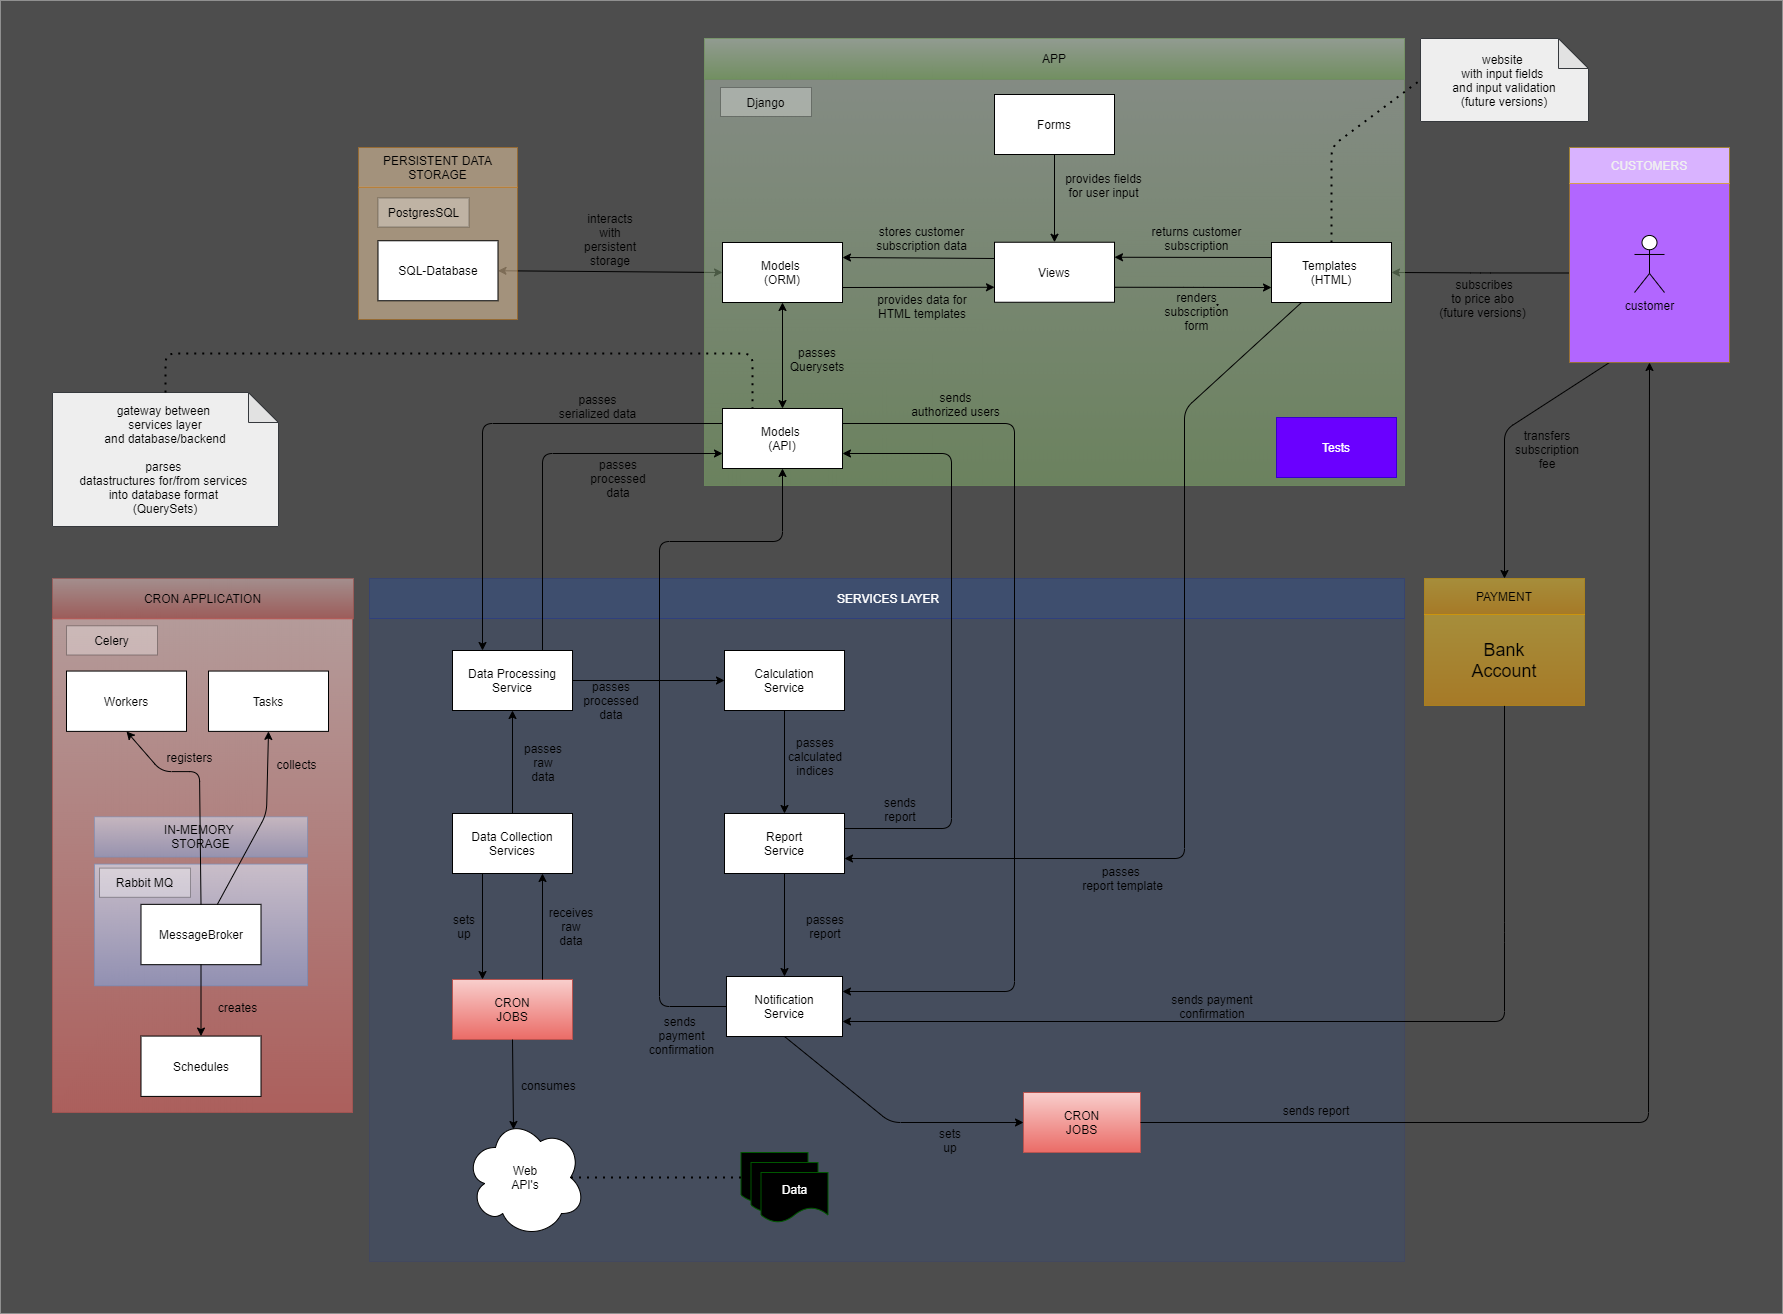 APP
Django
Forms
provides fields
for user input
website
with input fields
and input validation
(future versions)
PERSISTENT DATA
STORAGE
PostgresSQL
SQL-Database
interacts
with
persistent
storage
Models
(ORM)
stores customer
subscription data
provides data for
HTML templates
Views
returns customer
subscription
renders
subscription
form
Templates
(HTML)
subscribes
to price abo
(future versions)
CUSTOMERS
customer
passes
Querysets
gateway between
services layer
and database/backend
parses
datastructures for/from services
into database format
(QuerySets)
passes
serialized data
passes
processed
data
Models
(API)
sends
authorized users
Tests
transfers
subscription
fee
CRON APPLICATION
Celery
Workers
Tasks
registers
collects
IN-MEMORY
STORAGE
Rabbit MQ
MessageBroker
creates
Schedules
SERVICES LAYER
Data Processing
Service
passes
processed
data
Calculation
Service
passes
raw
data
passes
calculated
indices
Data Collection
Services
Report
Service
sends
report
passes
report template
sets
up
receives
raw
data
passes
report
CRON
JOBS
Notification
Service
sends
payment
confirmation
sends payment
confirmation
consumes
Web
API's
Data
sets
up
CRON
JOBS
sends report
PAYMENT
Bank
Account